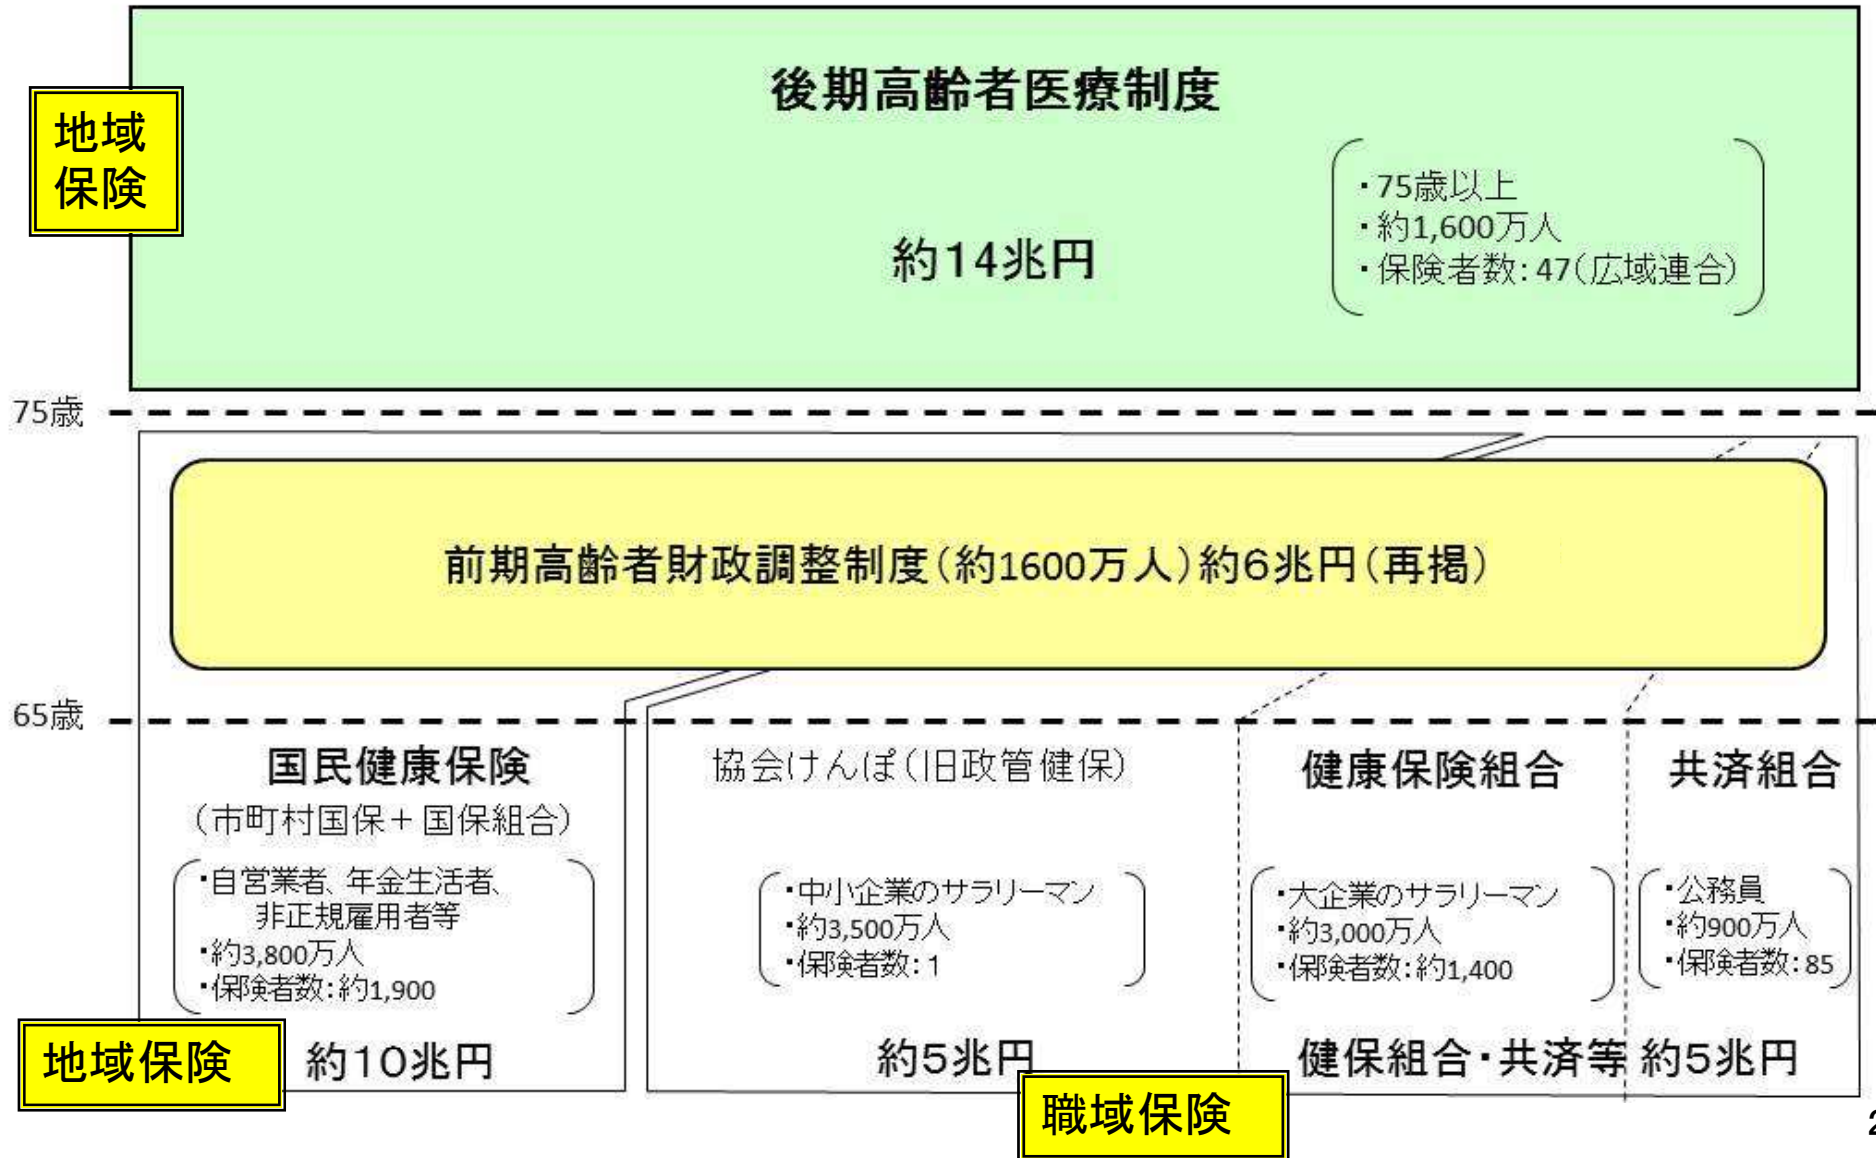 後期高齢者医療制度
地域
保険
・75歳以上
・約1,600万人
・保険者数：47（広域連合）
約14兆円
75歳
前期高齢者財政調整制度（約1600万人）約６兆円（再掲）
65歳
国民健康保険
（市町村国保＋国保組合）
・自営業者、年金生活者、
非正規雇用者等
・約3,800万人
・保険者数：約1,900
約10兆円
地域保険
協会けんぽ（旧政管健保）
・中小企業のサラリーマン
・約3,500万人
・保険者数：１
約５兆円
健康保険組合
・大企業のサラリーマン
・約3,000万人
・保険者数：約1,400
共済組合
・公務員
・約900万人
・保険者数：85
健保組合・共済等 約５兆円
職域保険
2